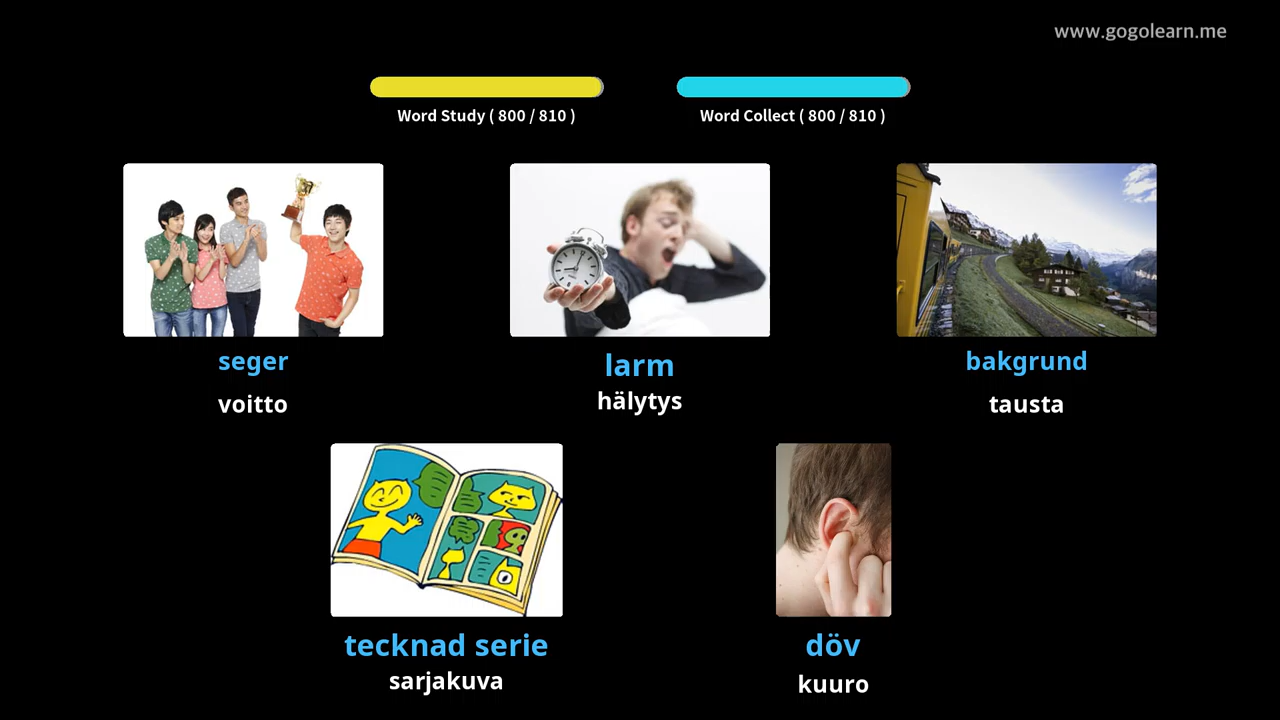 www.gogolearn.me
Word Study ( 800 / 810 )
Word Collect ( 800 / 810 )
seger
voitto
larm
hälytys
bakgrund
tausta
tecknad serie
sarjakuva
döv
kuuro